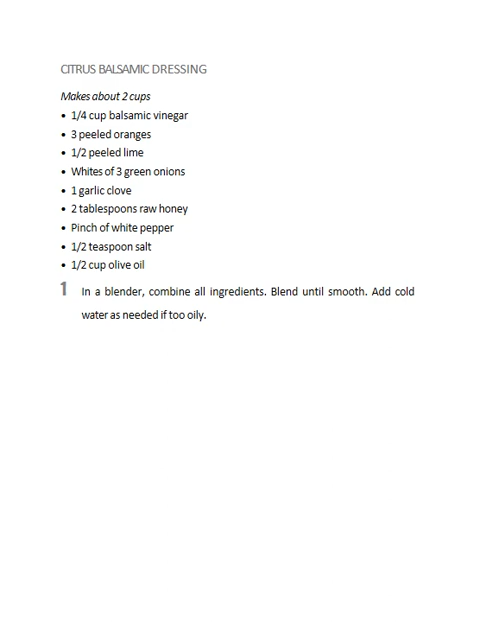 CITRUS BALSAMIC DRESSING
Makes about 2 cups
• 1/4 cup balsamic vinegar
• 3 peeled oranges
• 1/2 peeled lime
• Whites of 3 green onions
• 1 garlic clove
• 2 tablespoons raw honey
• Pinch of white pepper
• 1/2 teaspoon salt
• 1/2 cup olive oil
1 In a blender, combine all ingredients. Blend until smooth. Add cold
water as needed if too oily.